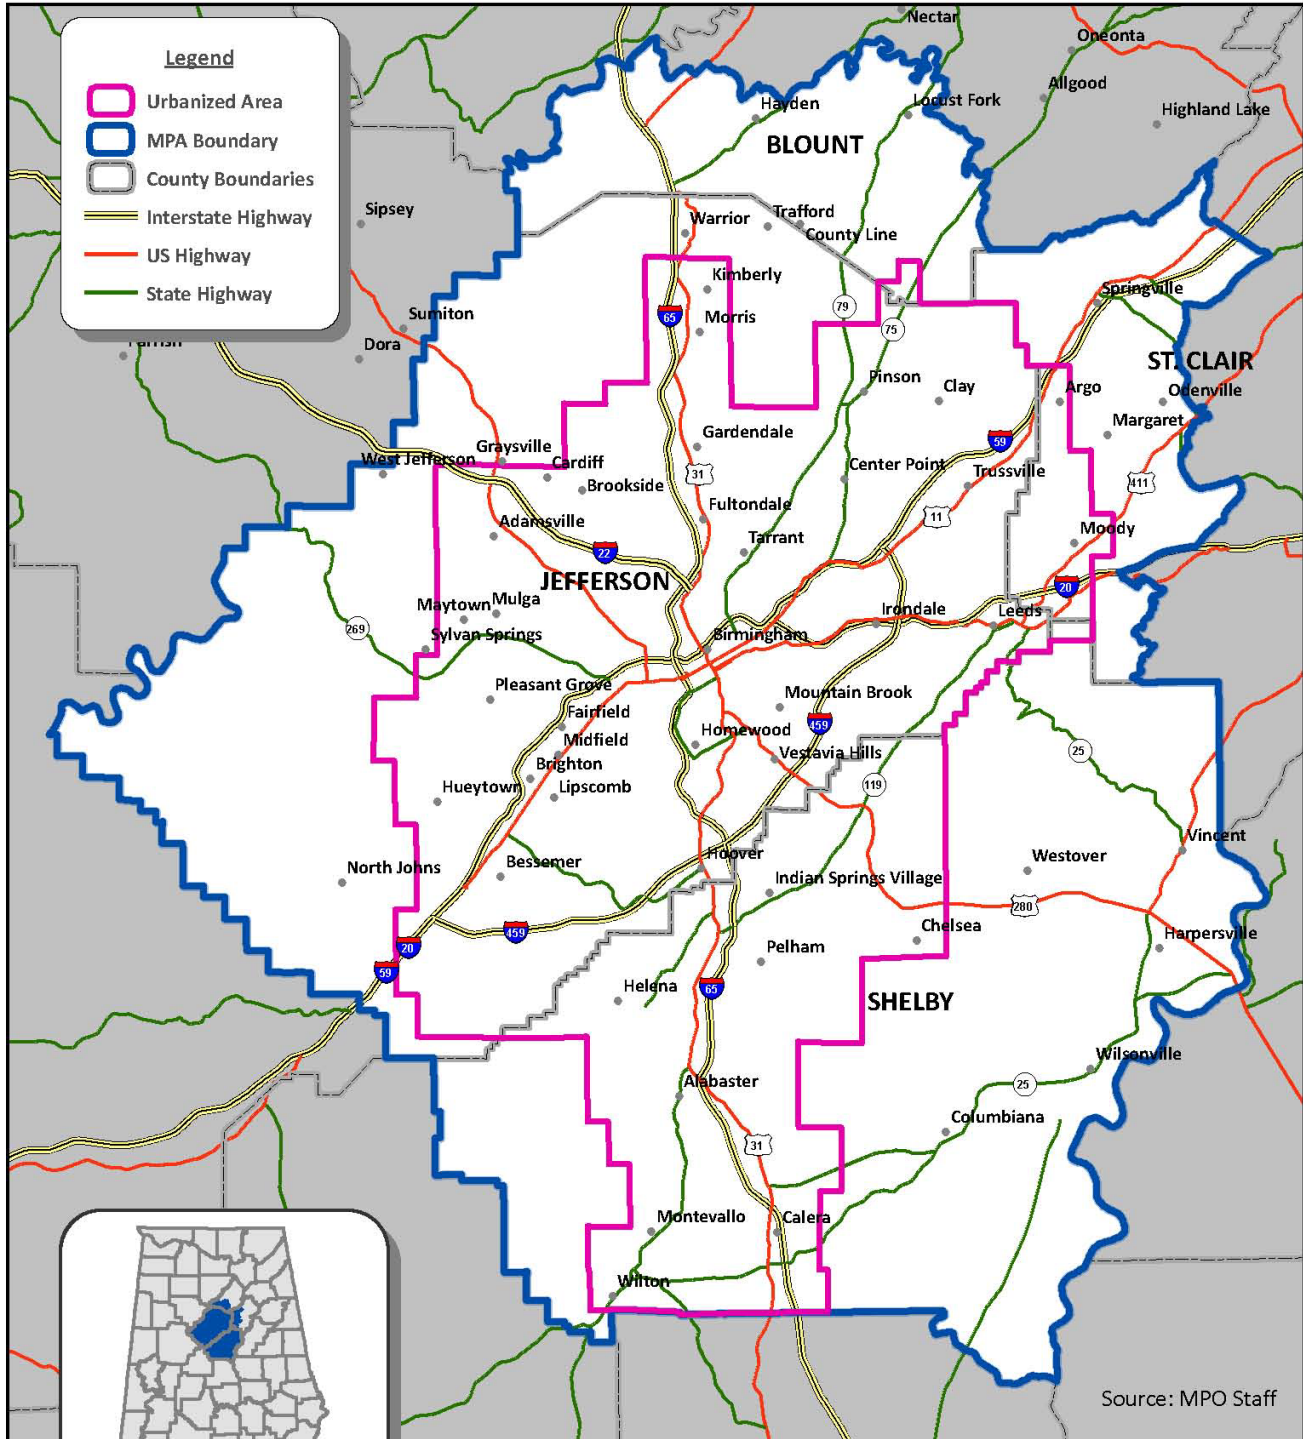 Nectar
Oneonta
Legend
Urbanized Area
MPA Boundary
County Boundaries
Interstate Highway
US Highway
State Highway
Allgood
Hayden
Locust Fork
Highland Lake
BLOUNT
Sipsey
Warrior
Trafford
County Line
Kimberly
Springville
79
65
Morris
75
Sumiton
Dora
ST. CLAIR
Pinson
Clay
Argo
Odenville
Margaret
Gardendale
59
Graysville
West Jefferson
Cardiff
Center Point
Trussville
31
411
Brookside
Fultondale
11
Adamsville
Tarrant
Moody
22
JEFFERSON
20
Maytown
Mulga
Irondale
Leeds
269
Sylvan Springs
Birmingham
Pleasant Grove
Mountain Brook
Fairfield
459
Homewood
Midfield
Vestavia Hills
25
Brighton
Hueytown
Lipscomb
119
Vincent
Hoover
Westover
North Johns
Bessemer
Indian Springs Village
280
Chelsea
459
Harpersville
20
Pelham
59
Helena
65
SHELBY
Wilsonville
Alabaster
25
Columbiana
31
Montevallo
Calera
Wilton
Source: MPO Staff